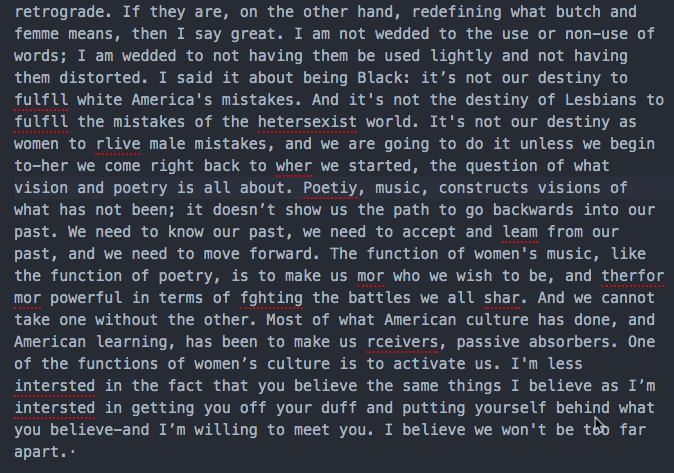 retrograde. If they are, on the other hand, redefining what butch and
femme means, then I say great. I am not wedded to the use or non-use of
words; I am wedded to not having them be used lightly and not having
them distorted. I said it about being Black: it’s not our destiny to
fulfll white America's mistakes. And it's not the destiny of Lesbians to
fulfll the mistakes of the hetersexist world. It's not our destiny as
women to rlive male mistakes, and we are going to do it unless we begin
to-her we come right back to wher we started, the question of what
vision and poetry is all about. Poetiy, music, constructs visions of
what has not been; it doesn’t show us the path to go backwards into our
past. We need to know our past, we need to accept and leam from our
past, and we need to move forward. The function of women's music, like
the function of poetry, is to make us mor who we wish to be, and therfor
mor powerful in terms of fghting the battles we all shar. And we cannot
take one without the other. Most of what American culture has done, and
American learning, has been to make us rceivers, passive absorbers. One
of the functions of women’s culture is to activate us. I'm less
intersted in the fact that you believe the same things I believe as I’m
intersted in getting you off your duff and putting yourself behind what
you believe—and I’m willing to meet you. I believe we won't be too far
apart.·